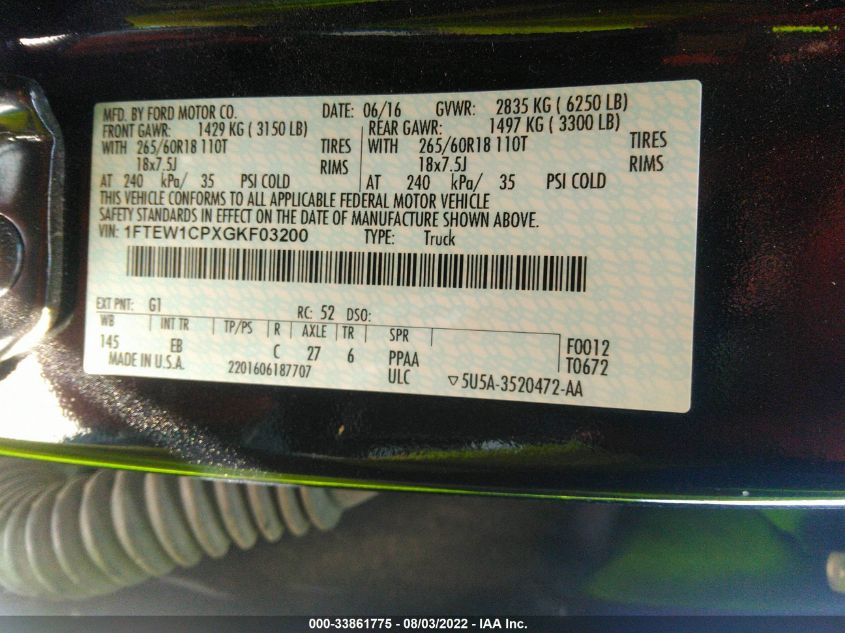 MFD. BY FORD MOTOR CO. DATE: 06/16 GVWR: 2835 KG ( 6250 LB)
FRONT GAWR: 1429 KG ( 3150 LB) REAR GAWR: 1497 KG ( 3300 LB)
WITH 265/60R18 110T TIRES WITH 265/60R18 110T TIRES
18x7.5J RIMS 18x7.5J RIMS
AT 240 kPa/ 35 PSI COLD AT 240 kPa/ 35 PSI COLD
THIS VEHICLE CONFORMS TO ALL APPLICABLE FEDERAL MOTOR VEHICLE
SAFETY STANDARDS IN EFFECT ON THE DATE OF MANUFACTURE SHOWN ABOVE.
VIN: 1FTEW1CPXGKF03200 TYPE: Truck
EXT PNT: G1 RC: 52 DSO:
WB INT TR TP/PS R AXLE TR SPR
145 EB C 27 6 PPAA F0012
MADE IN U.S.A. 2201606187707 ULC T0672
▽5U5A-3520472-AA
000-33861775 - 08/03/2022 - IAA Inc.